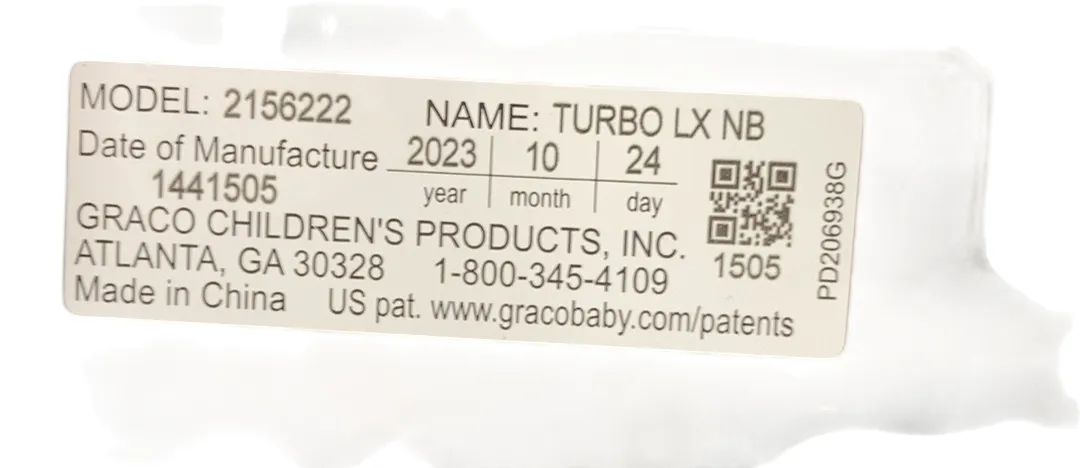 MODEL: 2156222 NAME: TURBO LX NB
Date of Manufacture 2023 10 24
year month day
1441505
GRACO CHILDREN'S PRODUCTS, INC.
ATLANTA, GA 30328 1-800-345-4109
1505
Made in China US pat. www.gracobaby.com/patents
PD206938G